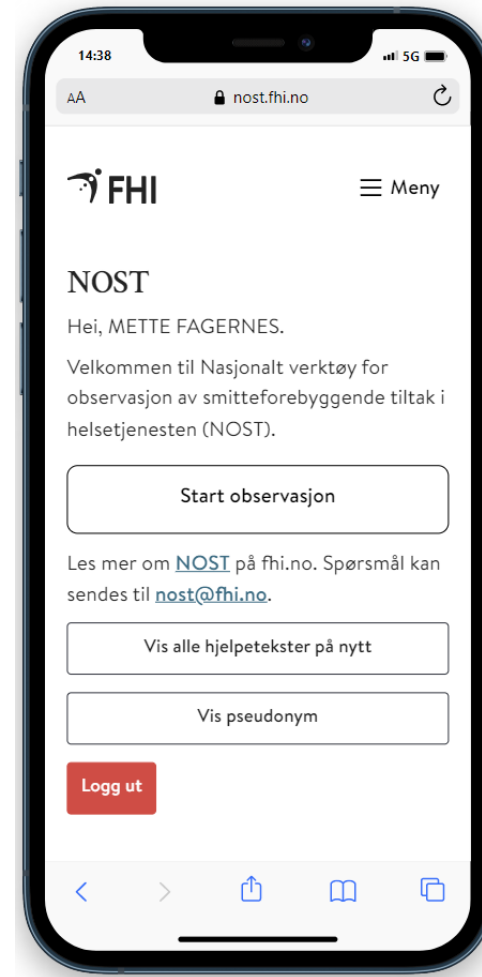 14:38
5G
AA nost.fhi.no
FHI
Meny
NOST
Hei, METTE FAGERNES.
Velkommen til Nasjonalt verktøy for
observasjon av smitteforebyggende tiltak i
helsetjenesten (NOST).
Start observasjon
Les mer om NOST på fhi.no. Spørsmål kan
sendes til nost@fhi.no.
Vis alle hjelpetekster på nytt
Vis pseudonym
Logg ut